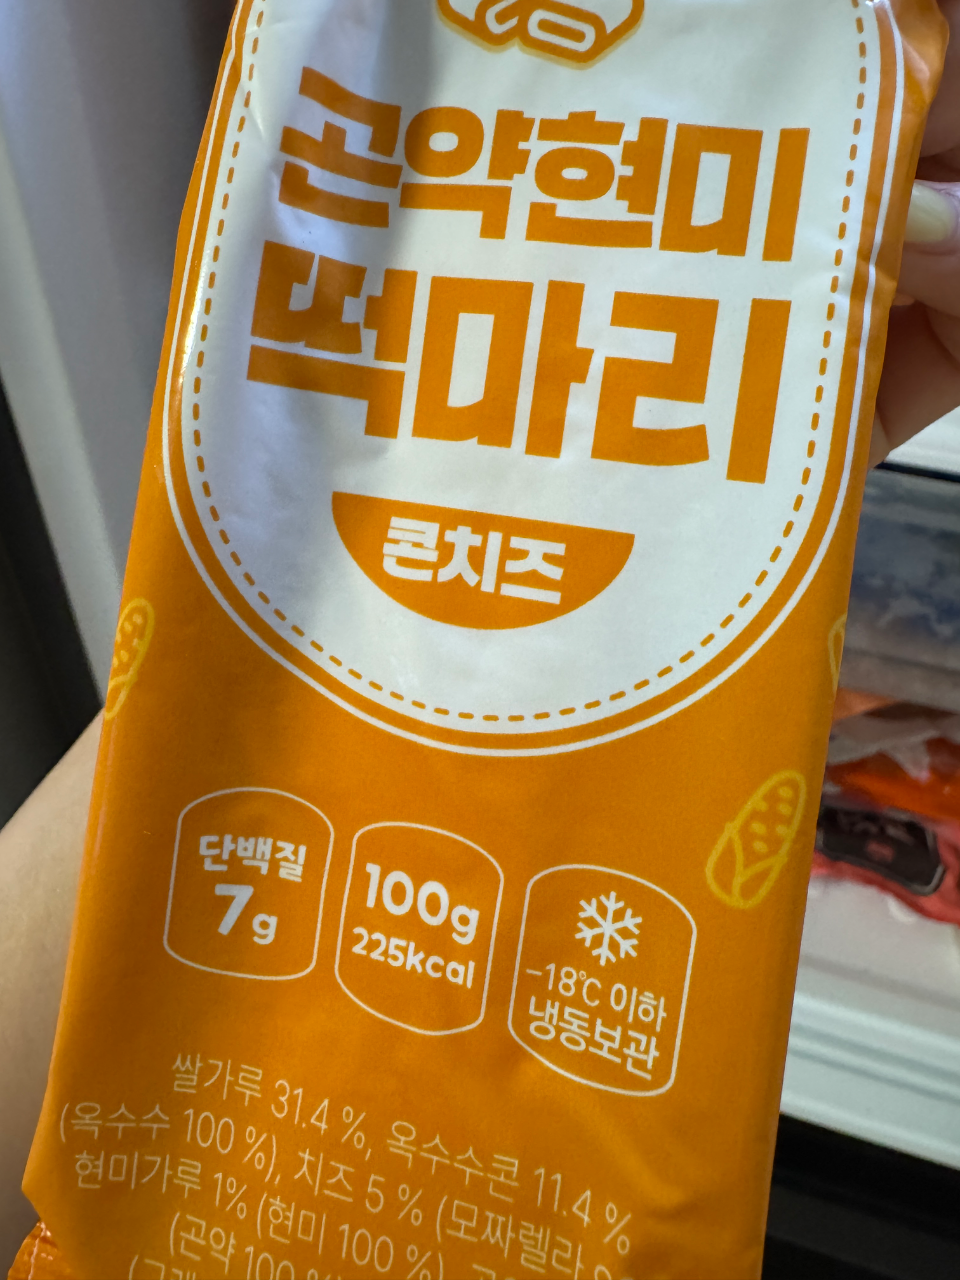 곤약현미
떡마리
콘치즈
단백질
7g
100g
225kcal
-18℃ 이하
냉동보관
쌀가루 31.4 %, 옥수수콘 11.4 %
(옥수수 100 %), 치즈 5 % (모짜렐라
현미가루 1% (현미 100 %),
(곤약 100